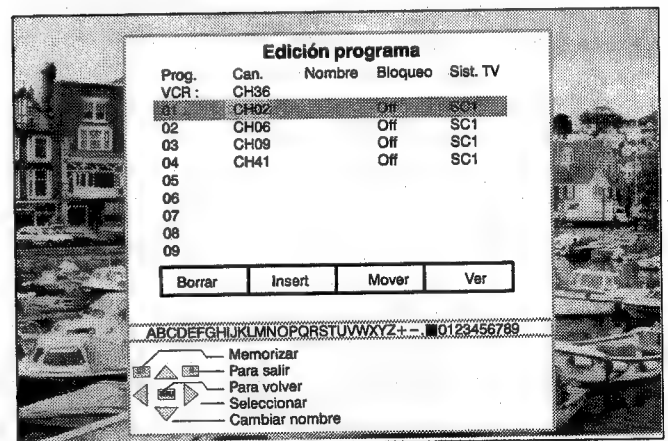 Edición programa
Prog. Can. Nombre Bloqueo Sist. TV
VCR : CH36
01 CH02 Off SC1
02 CH06 Off SC1
03 CH09 Off SC1
04 CH41 Off SC1
05
06
07
08
09
Borrar Insert Mover Ver
ABCDEFGHIJKLMNOPQRSTUVWXYZ+−.■0123456789
Memorizar
Para salir
Para volver
Seleccionar
Cambiar nombre